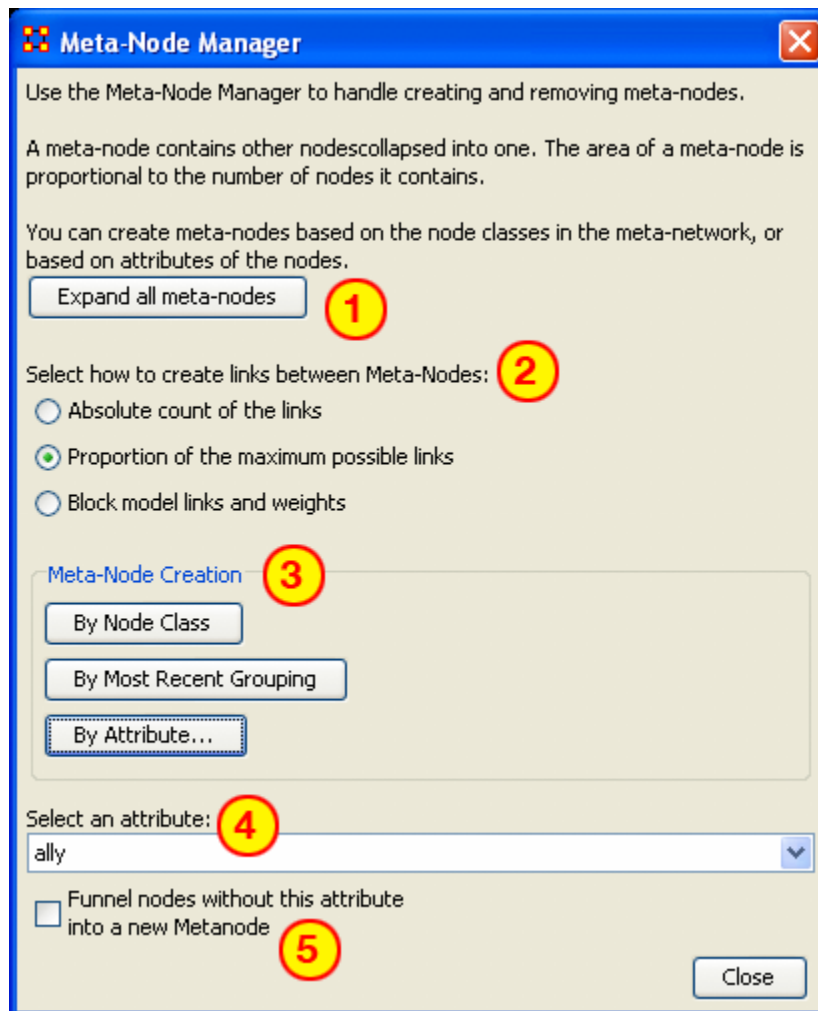 Meta-Node Manager
Use the Meta-Node Manager to handle creating and removing meta-nodes.
A meta-node contains other nodescollapsed into one. The area of a meta-node is
proportional to the number of nodes it contains.
You can create meta-nodes based on the node classes in the meta-network, or
based on attributes of the nodes.
Expand all meta-nodes
1
Select how to create links between Meta-Nodes:
2
Absolute count of the links
Proportion of the maximum possible links
Block model links and weights
Meta-Node Creation
3
By Node Class
By Most Recent Grouping
By Attribute...
Select an attribute:
4
ally
Funnel nodes without this attribute
into a new Metanode
5
Close